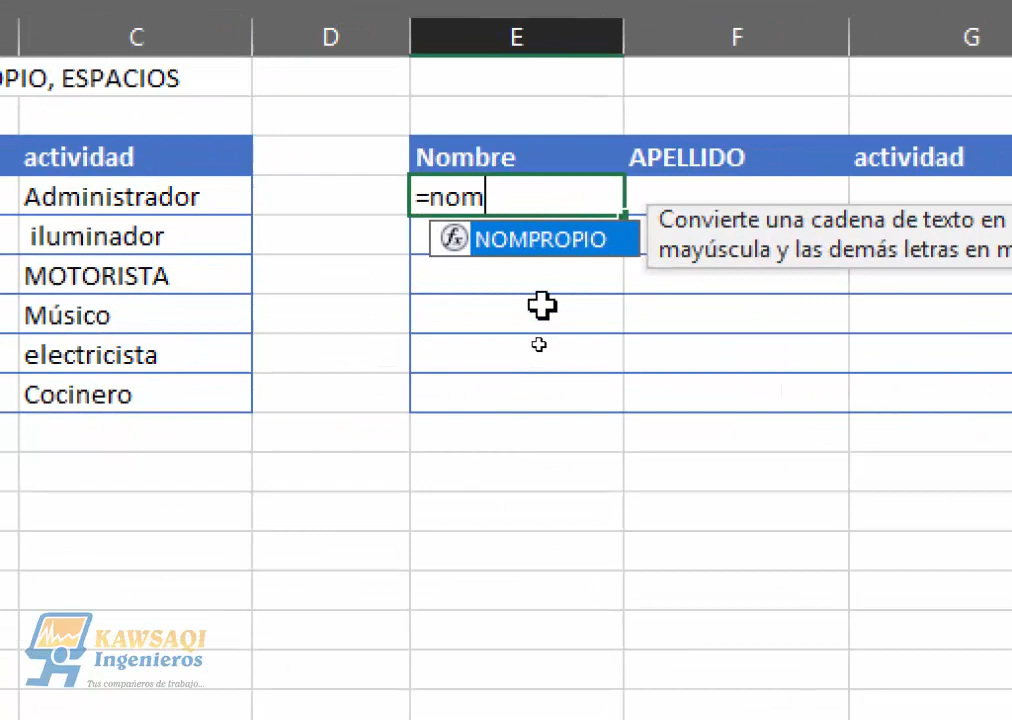 C D E F G
OPIO, ESPACIOS
actividad Nombre APELLIDO actividad
Administrador =nom
iluminador fx NOMPROPIO Convierte una cadena de texto en
mayúscula y las demás letras en m
MOTORISTA
Músico
electricista
Cocinero
KAWSAQI
Ingenieros
Tus compañeros de trabajo...